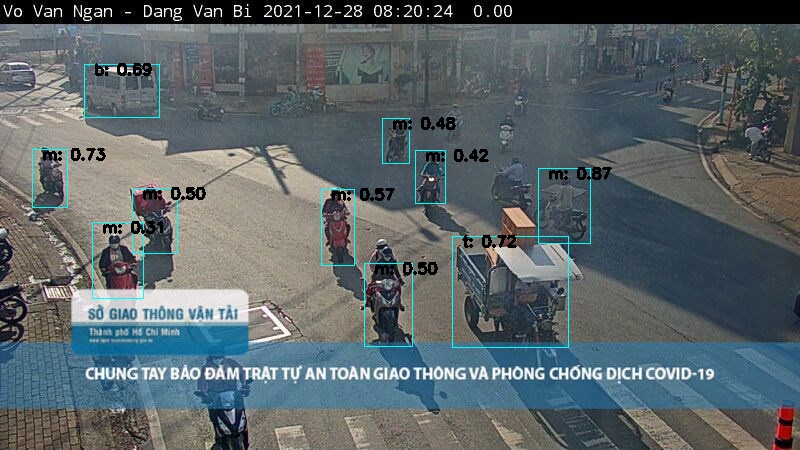 Vo Van Ngan - Dang Van Bi 2021-12-28 08:20:24 0.00
b: 0.69
m: 0.48
m: 0.73
m: 0.42
m: 0.87
m: 0.50
m: 0.57
m: 0.31
t: 0.72
m: 0.50
SỞ GIAO THÔNG VẬN TẢI
Thành phố Hồ Chí Minh
CHUNG TAY BẢO ĐẢM TRẬT TỰ AN TOÀN GIAO THÔNG VÀ PHÒNG CHỐNG DỊCH COVID-19